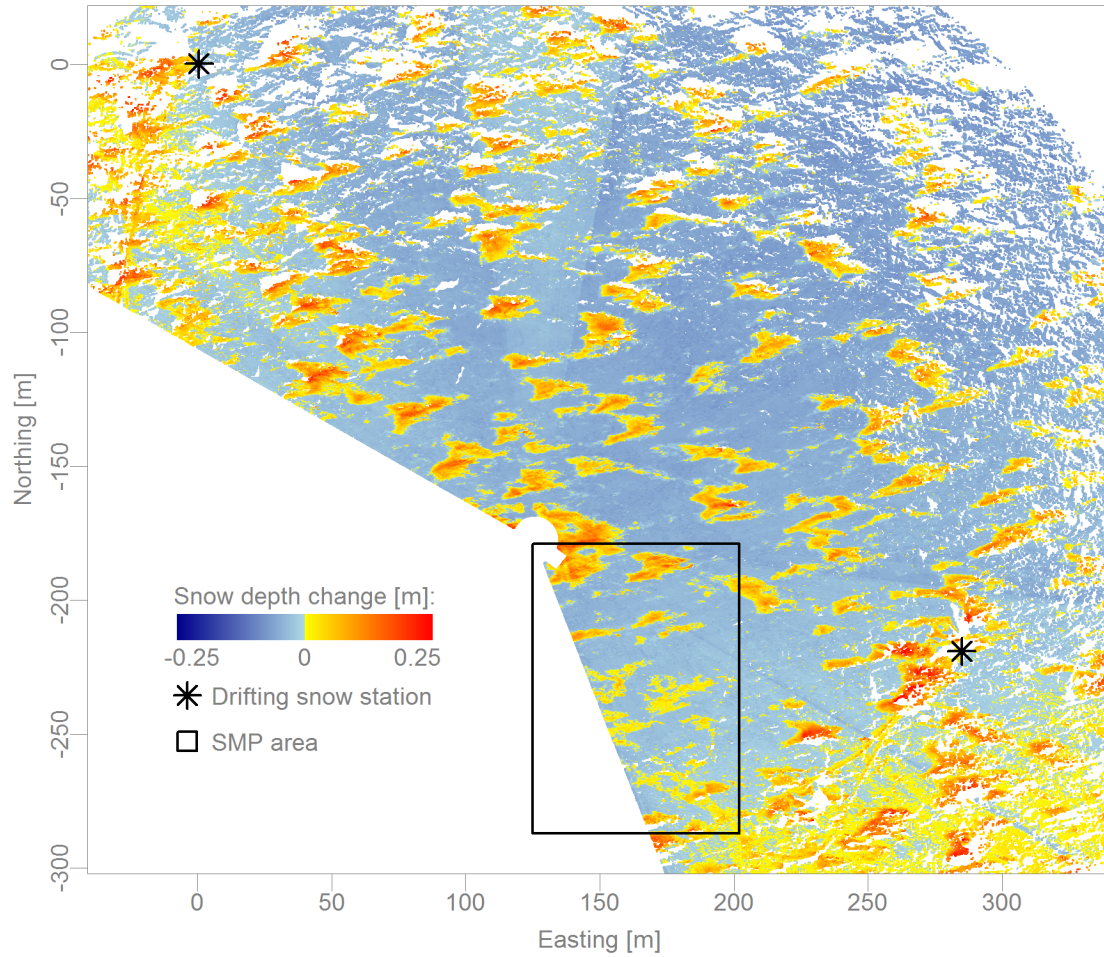 0
-50
-100
-150
-200
-250
-300
Northing [m]
Snow depth change [m]:
-0.25 0 0.25
Drifting snow station
SMP area
0 50 100 150 200 250 300
Easting [m]